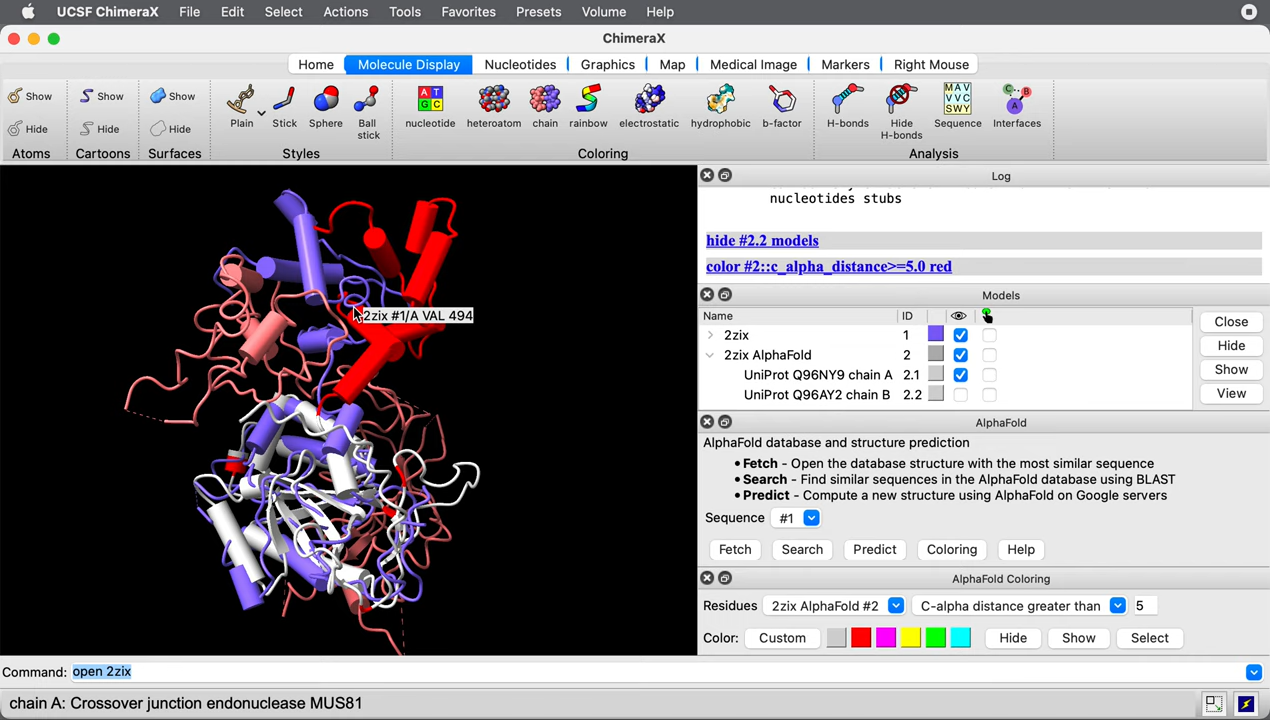 UCSF ChimeraX File Edit Select Actions Tools Favorites Presets Volume Help
ChimeraX
Home Molecule Display Nucleotides Graphics Map Medical Image Markers Right Mouse
Show Show Show
Hide Hide Hide
Atoms Cartoons Surfaces
Plain Stick Sphere Ball stick
Styles
A T G C
nucleotide heteroatom chain rainbow electrostatic hydrophobic b-factor
Coloring
MAV
VVC
SWY
C B A
H-bonds Hide H-bonds Sequence Interfaces
Analysis
2zix #1/A VAL 494
Log
nucleotides stubs
hide #2.2 models
color #2::c_alpha_distance>=5.0 red
Models
Name ID
2zix 1
2zix AlphaFold 2
UniProt Q96NY9 chain A 2.1
UniProt Q96AY2 chain B 2.2
Close
Hide
Show
View
AlphaFold
AlphaFold database and structure prediction
• Fetch - Open the database structure with the most similar sequence
• Search - Find similar sequences in the AlphaFold database using BLAST
• Predict - Compute a new structure using AlphaFold on Google servers
Sequence #1
Fetch Search Predict Coloring Help
AlphaFold Coloring
Residues 2zix AlphaFold #2 C-alpha distance greater than 5
Color: Custom Hide Show Select
Command: open 2zix
chain A: Crossover junction endonuclease MUS81